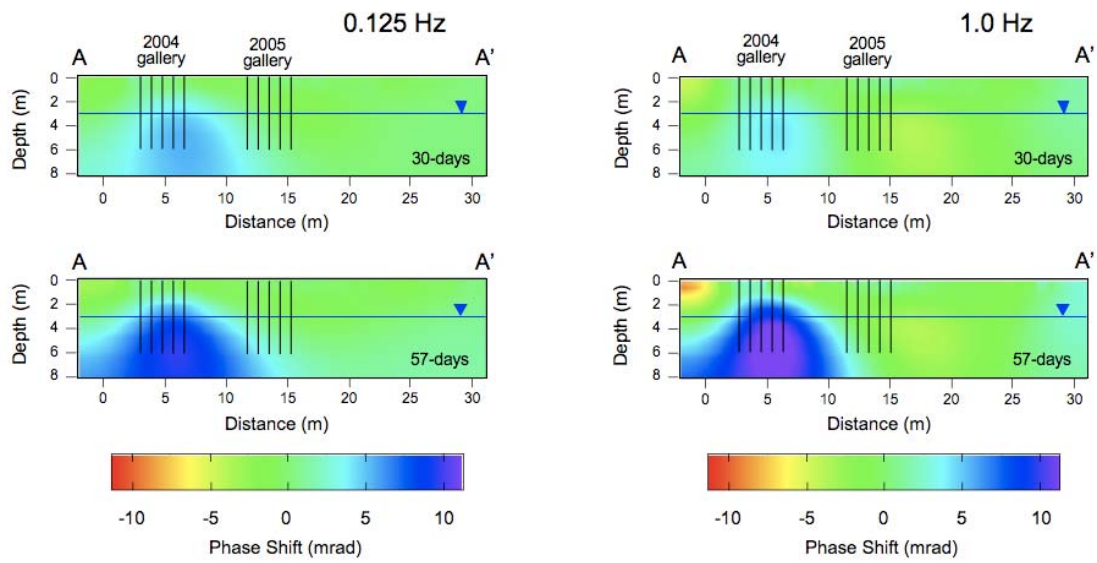 0.125 Hz
A
2004
gallery
2005
gallery
A'
0
2
4
6
8
Depth (m)
30-days
0
5
10
15
20
25
30
Distance (m)
A
A'
0
2
4
6
8
Depth (m)
57-days
0
5
10
15
20
25
30
Distance (m)
-10
-5
0
5
10
Phase Shift (mrad)
1.0 Hz
A
2004
gallery
2005
gallery
A'
0
2
4
6
8
Depth (m)
30-days
0
5
10
15
20
25
30
Distance (m)
A
A'
0
2
4
6
8
Depth (m)
57-days
0
5
10
15
20
25
30
Distance (m)
-10
-5
0
5
10
Phase Shift (mrad)